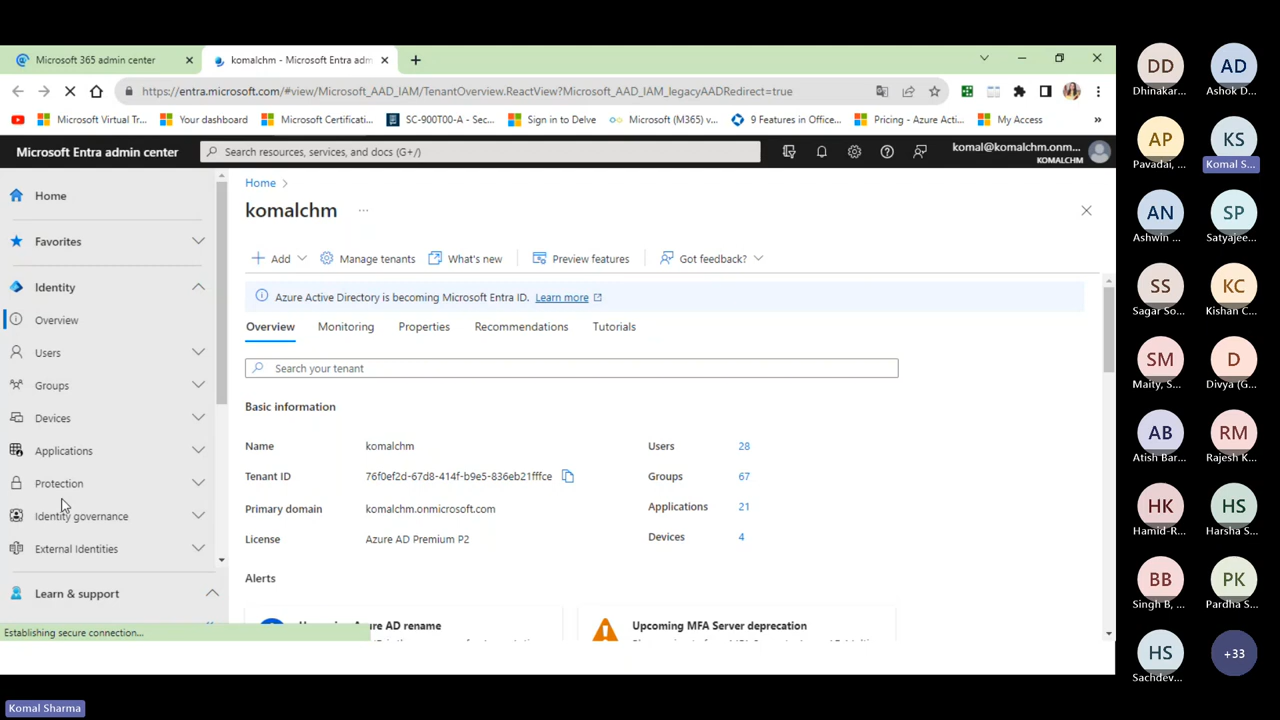 Microsoft 365 admin center
komalchm - Microsoft Entra adm
https://entra.microsoft.com/#view/Microsoft_AAD_IAM/TenantOverview.ReactView?Microsoft_AAD_IAM_legacyAADRedirect=true
Microsoft Virtual Tr... Your dashboard Microsoft Certificati... SC-900T00-A - Sec... Sign in to Delve Microsoft (M365) v... 9 Features in Office... Pricing - Azure Acti... My Access »
Microsoft Entra admin center
Search resources, services, and docs (G+/)
komal@komalchm.onm...
KOMALCHM
Home
Favorites
Identity
Overview
Users
Groups
Devices
Applications
Protection
Identity governance
External Identities
Learn & support
Establishing secure connection...
Home
komalchm ...
Add Manage tenants What's new Preview features Got feedback?
Azure Active Directory is becoming Microsoft Entra ID. Learn more
Overview Monitoring Properties Recommendations Tutorials
Search your tenant
Basic information
Name komalchm Users 28
Tenant ID 76f0ef2d-67d8-414f-b9e5-836eb21fffce Groups 67
Primary domain komalchm.onmicrosoft.com Applications 21
License Azure AD Premium P2 Devices 4
Alerts
Azure AD rename
Upcoming MFA Server deprecation
DD AD
Dhinakar... Ashok D...
AP KS
Pavadai, ... Komal S...
AN SP
Ashwin ... Satyajee...
SS KC
Sagar So... Kishan C...
SM D
Maity, S... Divya (G...
AB RM
Atish Bar... Rajesh K...
HK HS
Hamid-R... Harsha S...
BB PK
Singh B, ... Pardha S...
HS +33
Sachdev...
Komal Sharma